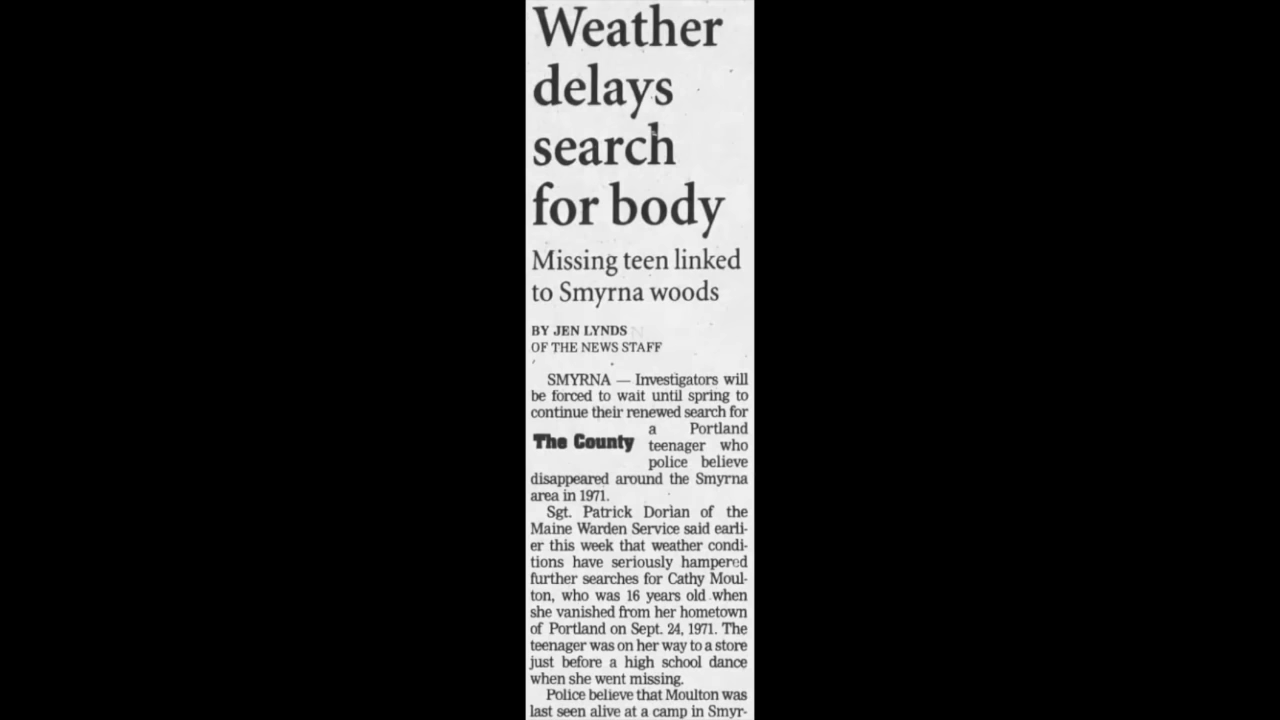 Weather
delays
search
for body
Missing teen linked
to Smyrna woods
BY JEN LYNDS
OF THE NEWS STAFF
SMYRNA — Investigators will
be forced to wait until spring to
continue their renewed search for
The County
a Portland
teenager who
police believe
disappeared around the Smyrna
area in 1971.
Sgt. Patrick Dorian of the
Maine Warden Service said earli-
er this week that weather condi-
tions have seriously hampered
further searches for Cathy Moul-
ton, who was 16 years old when
she vanished from her hometown
of Portland on Sept. 24, 1971. The
teenager was on her way to a store
just before a high school dance
when she went missing.
Police believe that Moulton was
last seen alive at a camp in Smyr-